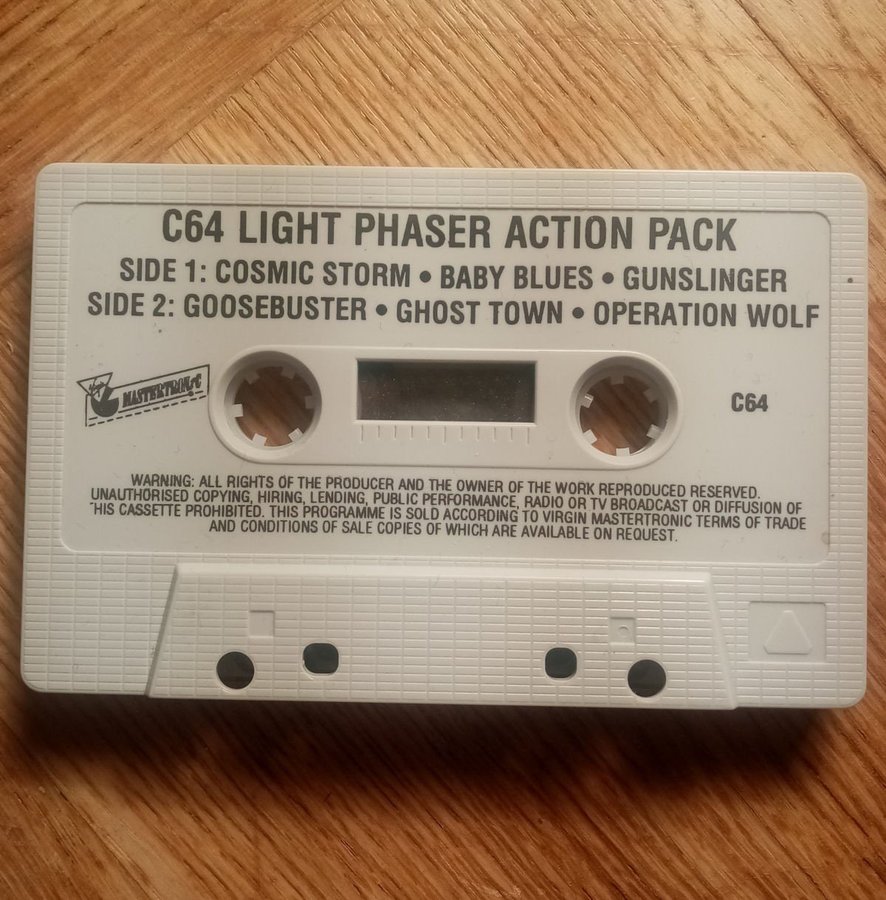 C64 LIGHT PHASER ACTION PACK
SIDE 1: COSMIC STORM • BABY BLUES • GUNSLINGER
SIDE 2: GOOSEBUSTER • GHOST TOWN • OPERATION WOLF
Virgin
MASTERTRONIC
C64
WARNING: ALL RIGHTS OF THE PRODUCER AND THE OWNER OF THE WORK REPRODUCED RESERVED.
UNAUTHORISED COPYING, HIRING, LENDING, PUBLIC PERFORMANCE, RADIO OR TV BROADCAST OR DIFFUSION OF
HIS CASSETTE PROHIBITED. THIS PROGRAMME IS SOLD ACCORDING TO VIRGIN MASTERTRONIC TERMS OF TRADE
AND CONDITIONS OF SALE COPIES OF WHICH ARE AVAILABLE ON REQUEST.